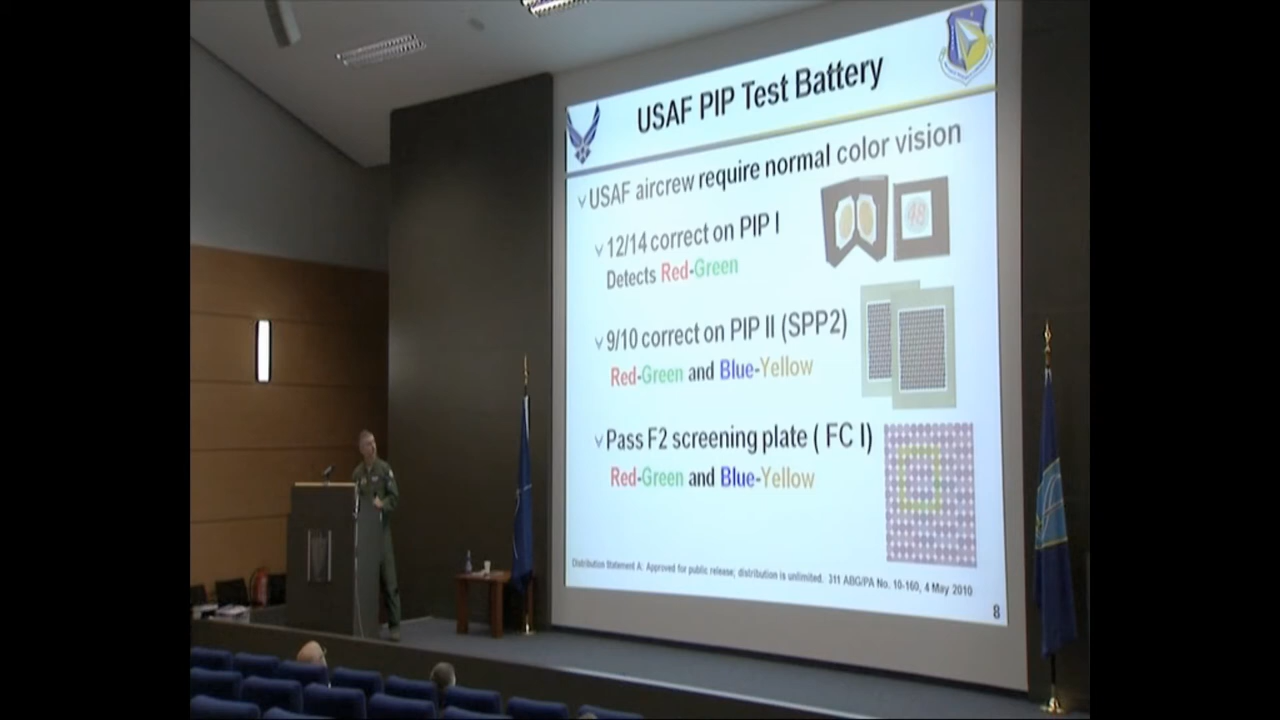 USAF PIP Test Battery
USAF aircrew require normal color vision
12/14 correct on PIP I
Detects Red-Green
48
9/10 correct on PIP II (SPP2)
Red-Green and Blue-Yellow
Pass F2 screening plate ( FC I)
Red-Green and Blue-Yellow
Distribution Statement A: Approved for public release; distribution is unlimited. 311 ABG/PA No. 10-160, 4 May 2010
8